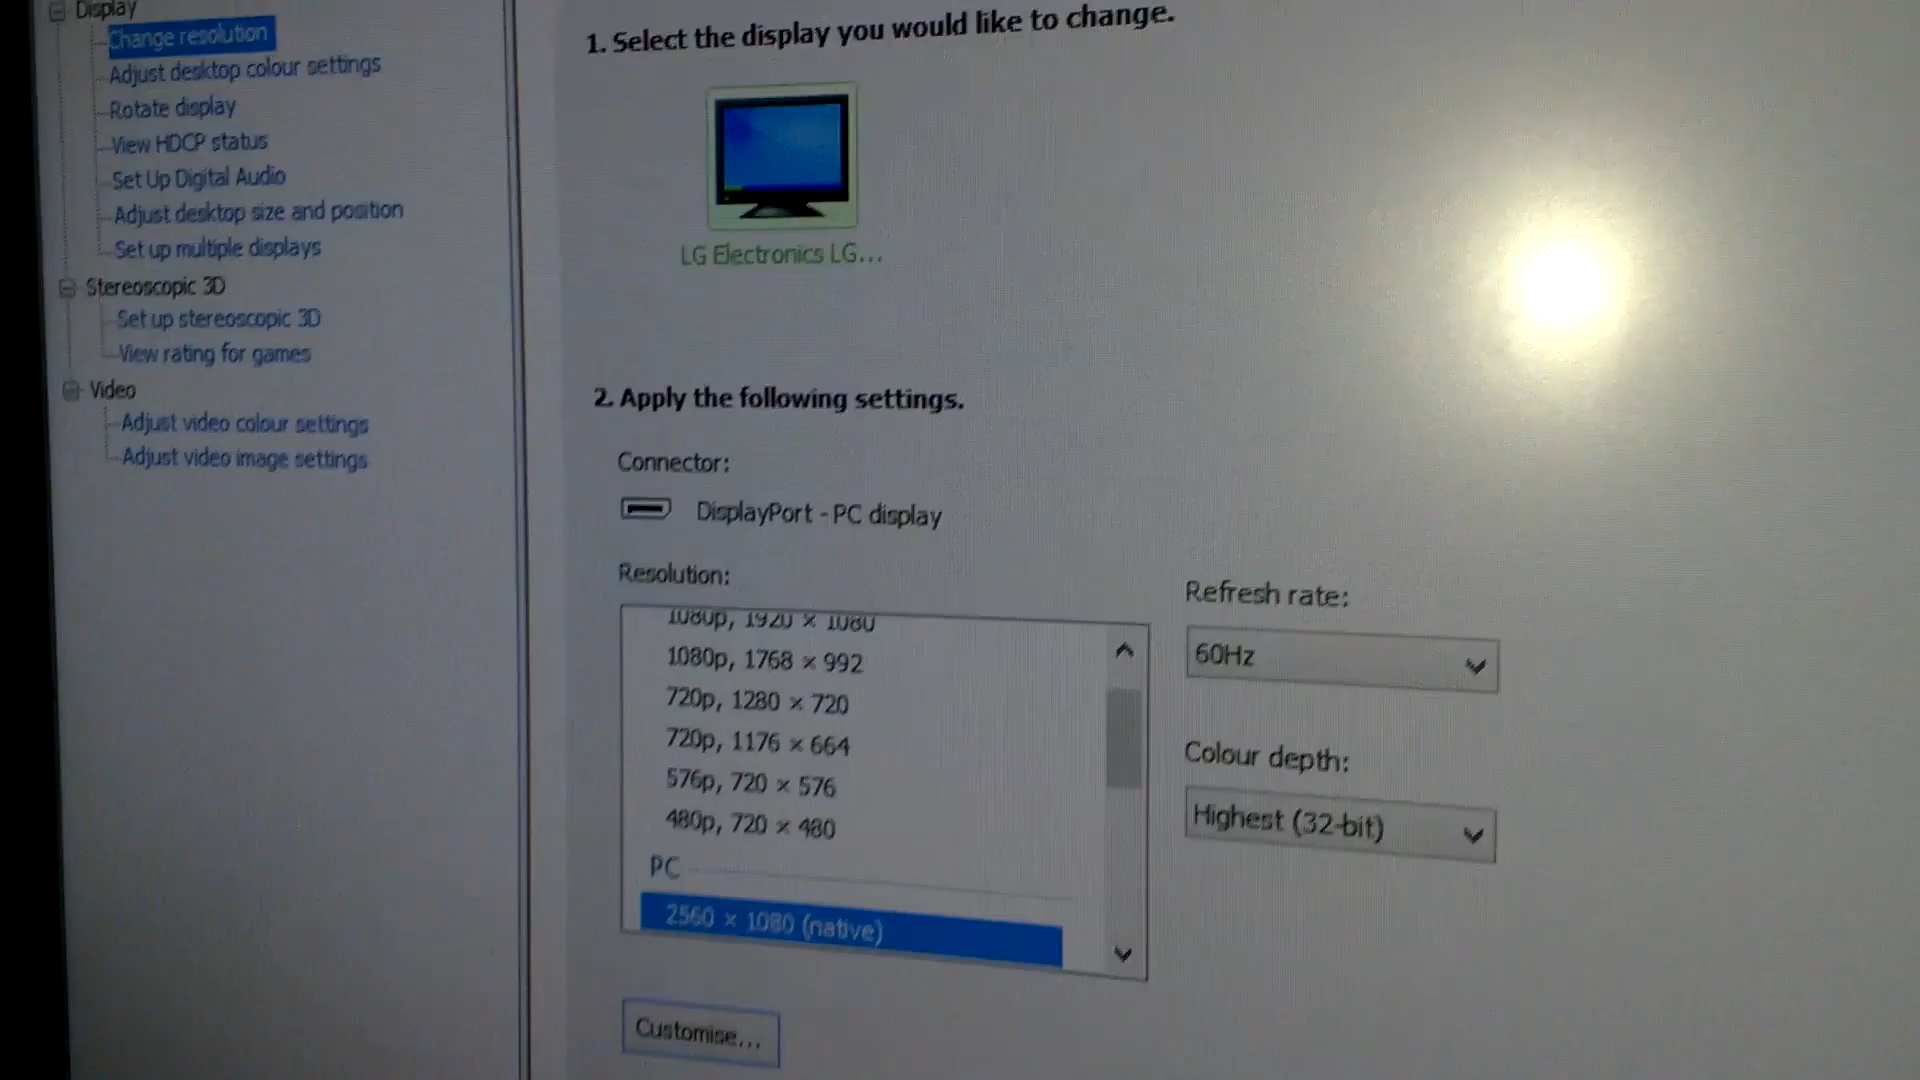 Display
Change resolution
Adjust desktop colour settings
Rotate display
View HDCP status
Set Up Digital Audio
Adjust desktop size and position
Set up multiple displays
Stereoscopic 3D
Set up stereoscopic 3D
View rating for games
Video
Adjust video colour settings
Adjust video image settings
1. Select the display you would like to change.
LG Electronics LG...
2. Apply the following settings.
Connector:
DisplayPort - PC display
Resolution:
1080p, 1920 × 1080
1080p, 1768 × 992
720p, 1280 × 720
720p, 1176 × 664
576p, 720 × 576
480p, 720 × 480
PC
2560 × 1080 (native)
Refresh rate:
60Hz
Colour depth:
Highest (32-bit)
Customise...